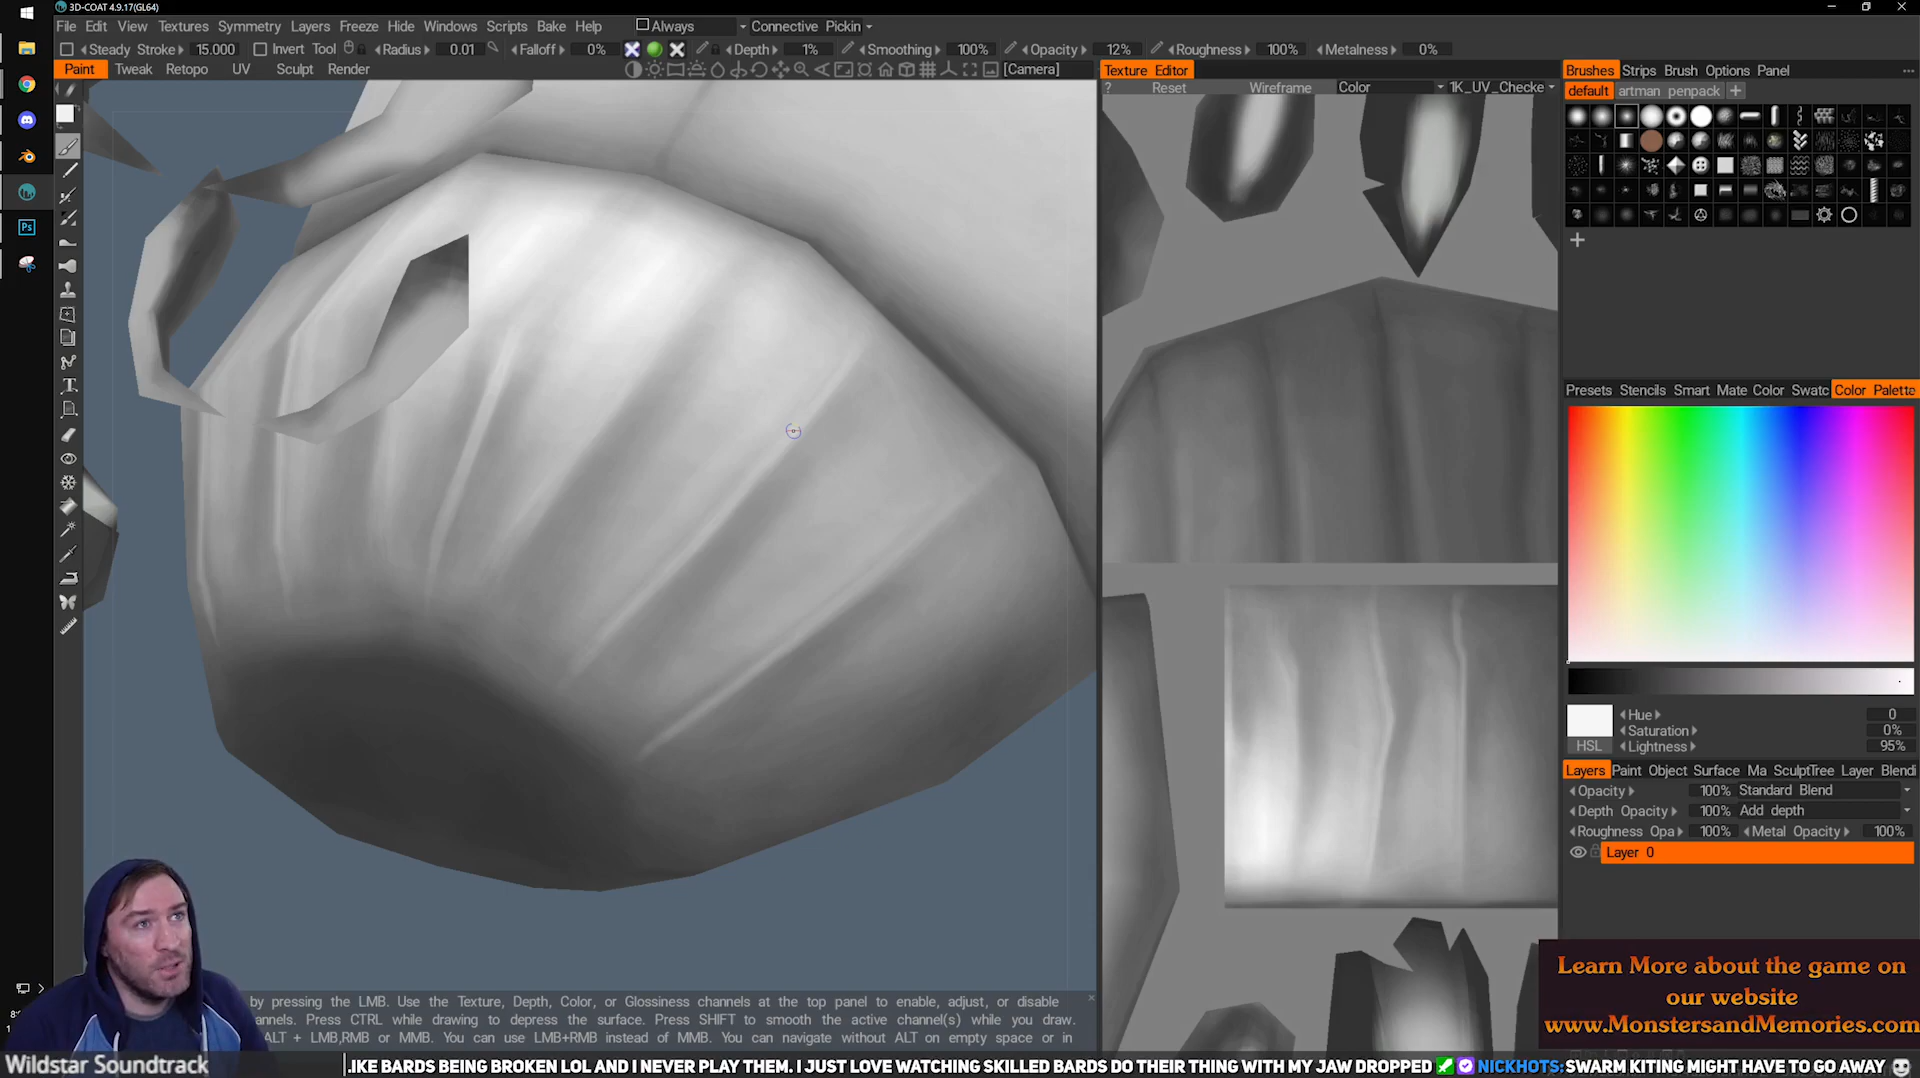 3D-COAT 4.9.17(GL64)
File Edit View Textures Symmetry Layers Freeze Hide Windows Scripts Bake Help Always Connective Pickin
Steady Stroke 15.000 Invert Tool Radius 0.01 Falloff 0% Depth 1% Smoothing 100% Opacity 12% Roughness 100% Metalness 0%
Paint Tweak Retopo UV Sculpt Render [Camera]
Texture Editor
? Reset Wireframe Color 1K_UV_Checke
Brushes Strips Brush Options Panel
default artman penpack
Presets Stencils Smart Mate Color Swatc Color Palette
Hue 0
Saturation 0%
HSL Lightness 95%
Layers Paint Object Surface Ma SculptTree Layer Blendi
Opacity 100% Standard Blend
Depth Opacity 100% Add depth
Roughness Opa 100% Metal Opacity 100%
Layer 0
Learn More about the game on
our website
www.MonstersandMemories.com
by pressing the LMB. Use the Texture, Depth, Color, or Glossiness channels at the top panel to enable, adjust, or disable
annels. Press CTRL while drawing to depress the surface. Press SHIFT to smooth the active channel(s) while you draw.
ALT + LMB,RMB or MMB. You can use LMB+RMB instead of MMB. You can navigate without ALT on empty space or in
Wildstar Soundtrack
.IKE BARDS BEING BROKEN LOL AND I NEVER PLAY THEM. I JUST LOVE WATCHING SKILLED BARDS DO THEIR THING WITH MY JAW DROPPED NICKHOTS: SWARM KITING MIGHT HAVE TO GO AWAY